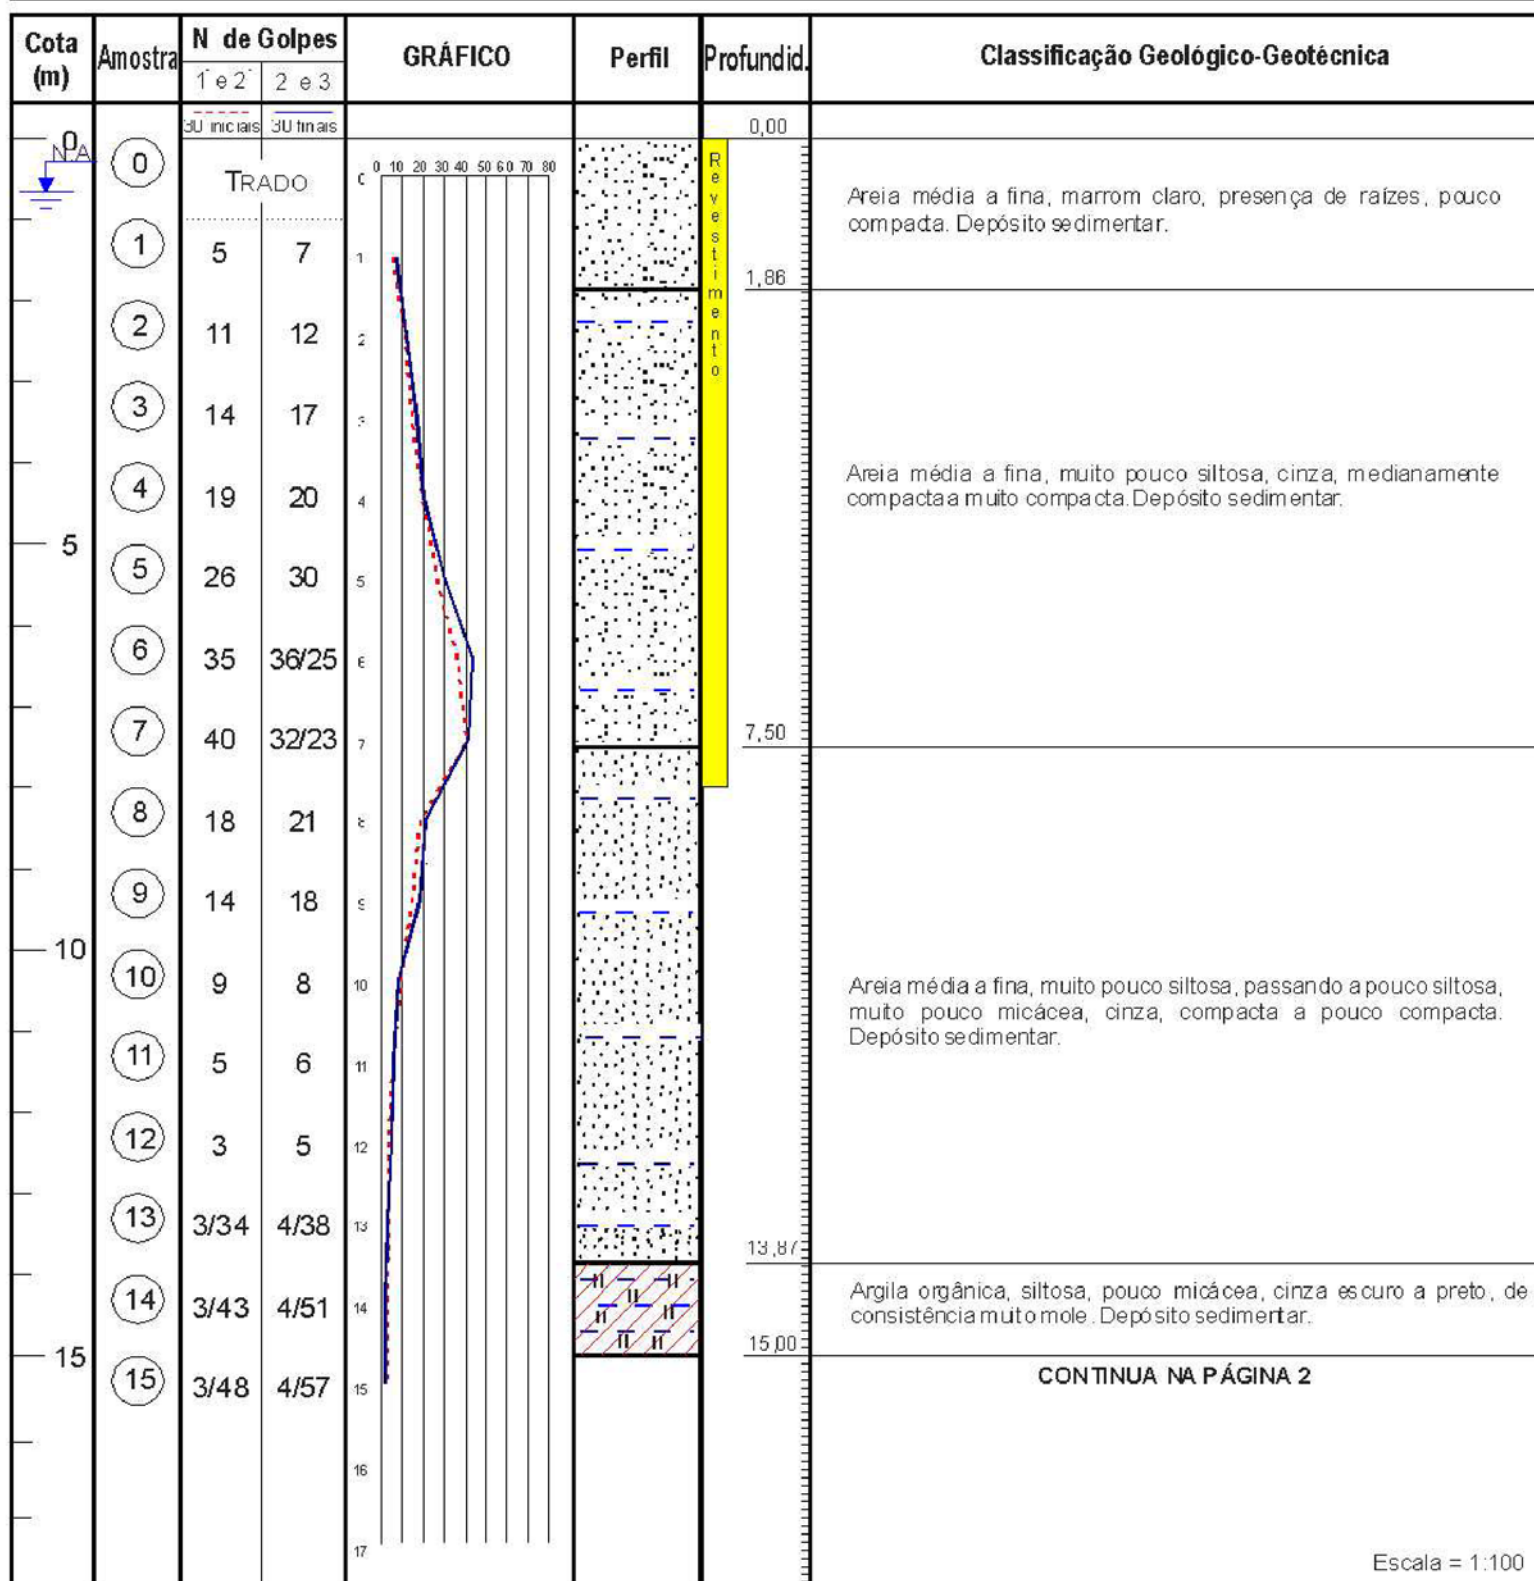 Cota (m) Amostra N de Golpes GRÁFICO Perfil Profundid. Classificação Geológico-Geotécnica
1 e 2 2 e 3
30 iniciais 30 finais
0 N.A 0 TRADO 0,00
0 10 20 30 40 50 60 70 80
Revestimento
Areia média a fina, marrom claro, presença de raízes, pouco
compacta. Depósito sedimentar.
1 5 7 1
1,86
2 11 12 2
3 14 17 3
Areia média a fina, muito pouco siltosa, cinza, medianamente
compacta a muito compacta. Depósito sedimentar.
4 19 20 4
5
5 26 30 5
6 35 36/25 6
7 40 32/23 7 7,50
8 18 21 8
9 14 18 9
10
10 9 8 10
Areia média a fina, muito pouco siltosa, passando a pouco siltosa,
muito pouco micácea, cinza, compacta a pouco compacta.
Depósito sedimentar.
11 5 6 11
12 3 5 12
13 3/34 4/38 13
13,87
Argila orgânica, siltosa, pouco micácea, cinza escuro a preto, de
consistência muito mole. Depósito sedimentar.
14 3/43 4/51 14
15,00
15
CONTINUA NA PÁGINA 2
15 3/48 4/57 15
16
17
Escala = 1:100